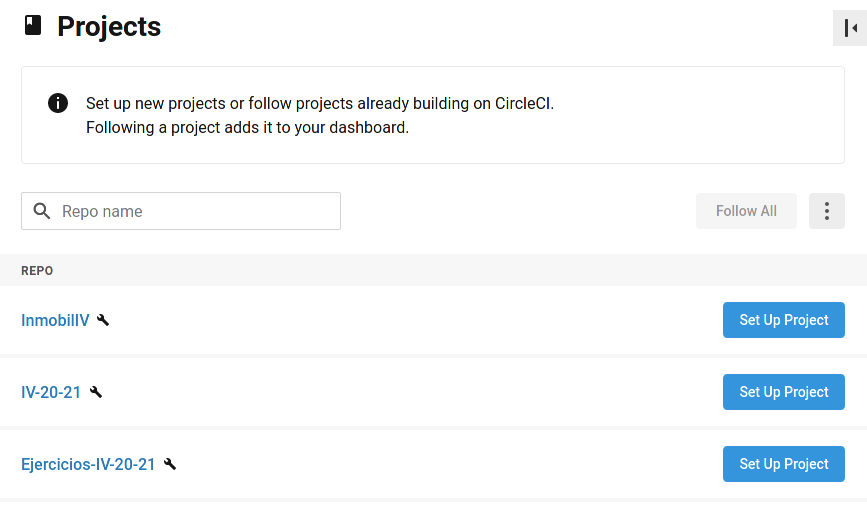 Projects
Set up new projects or follow projects already building on CircleCI.
Following a project adds it to your dashboard.
Repo name
Follow All
REPO
InmobilIV
Set Up Project
IV-20-21
Set Up Project
Ejercicios-IV-20-21
Set Up Project